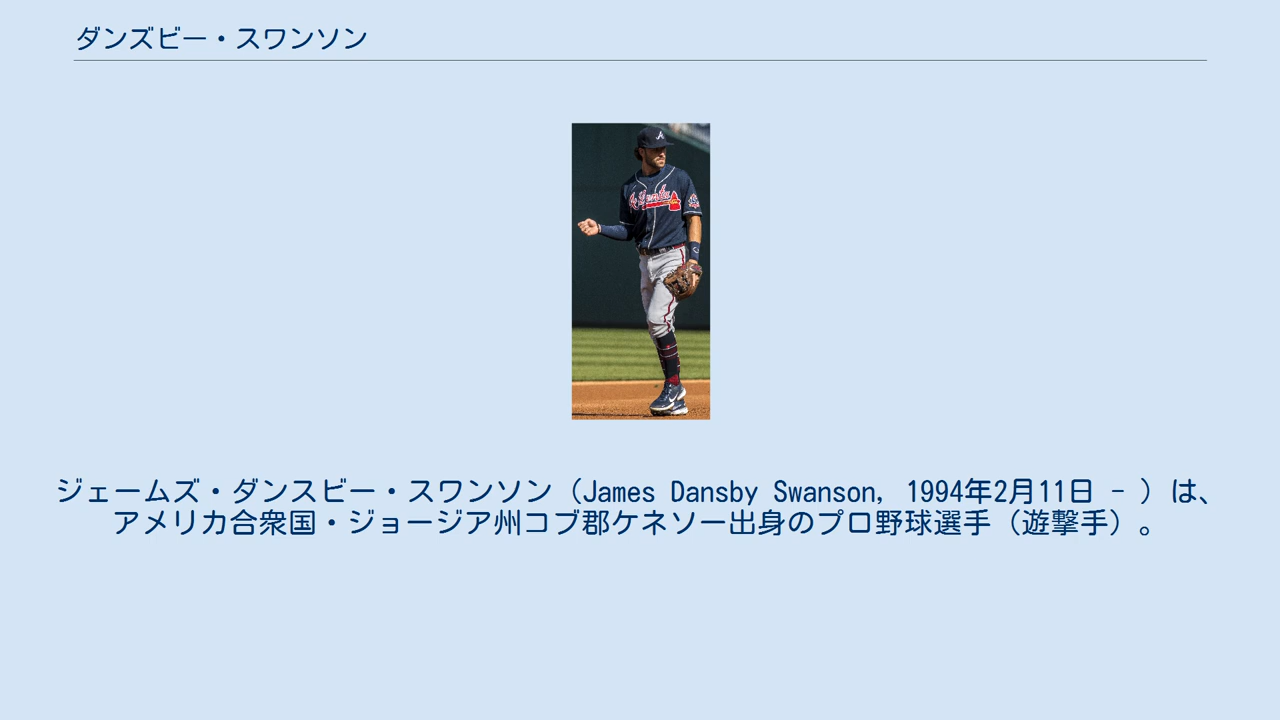 ダンズビー・スワンソン
ジェームズ・ダンスビー・スワンソン（James Dansby Swanson, 1994年2月11日 - ）は、
アメリカ合衆国・ジョージア州コブ郡ケネソー出身のプロ野球選手（遊撃手）。